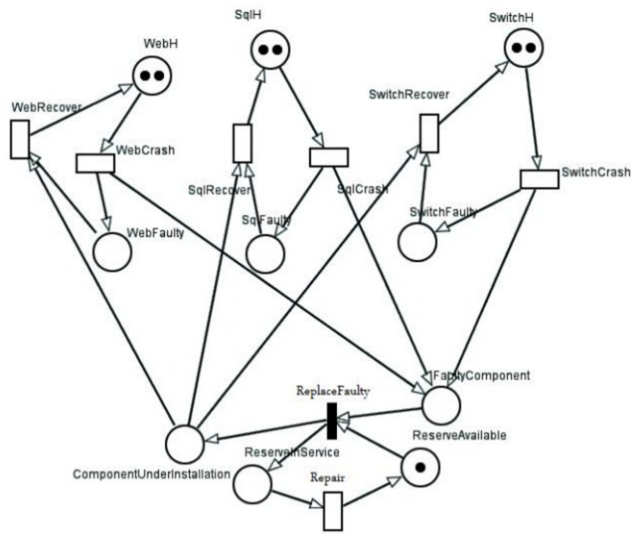 SqlH
SwitchH
WebH
SwitchRecover
WebRecover
WebCrash
SwitchCrash
SqlRecover
SqlCrash
SwitchFaulty
SqlFaulty
WebFaulty
FaultyComponent
ReplaceFaulty
ReserveAvailable
ReserveInService
ComponentUnderInstallation
Repair